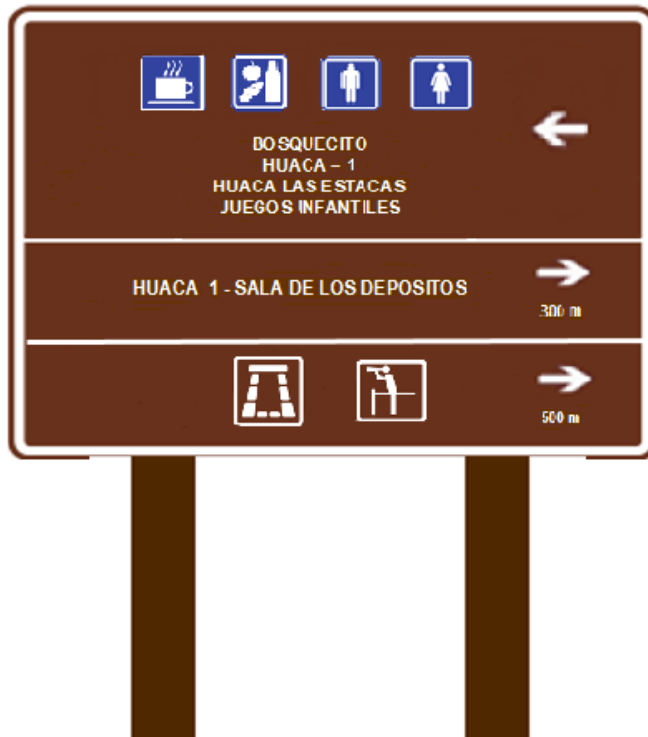 BOSQUECITO
HUACA – 1
HUACA LAS ESTACAS
JUEGOS INFANTILES
HUACA 1 - SALA DE LOS DEPOSITOS
300 m
500 m